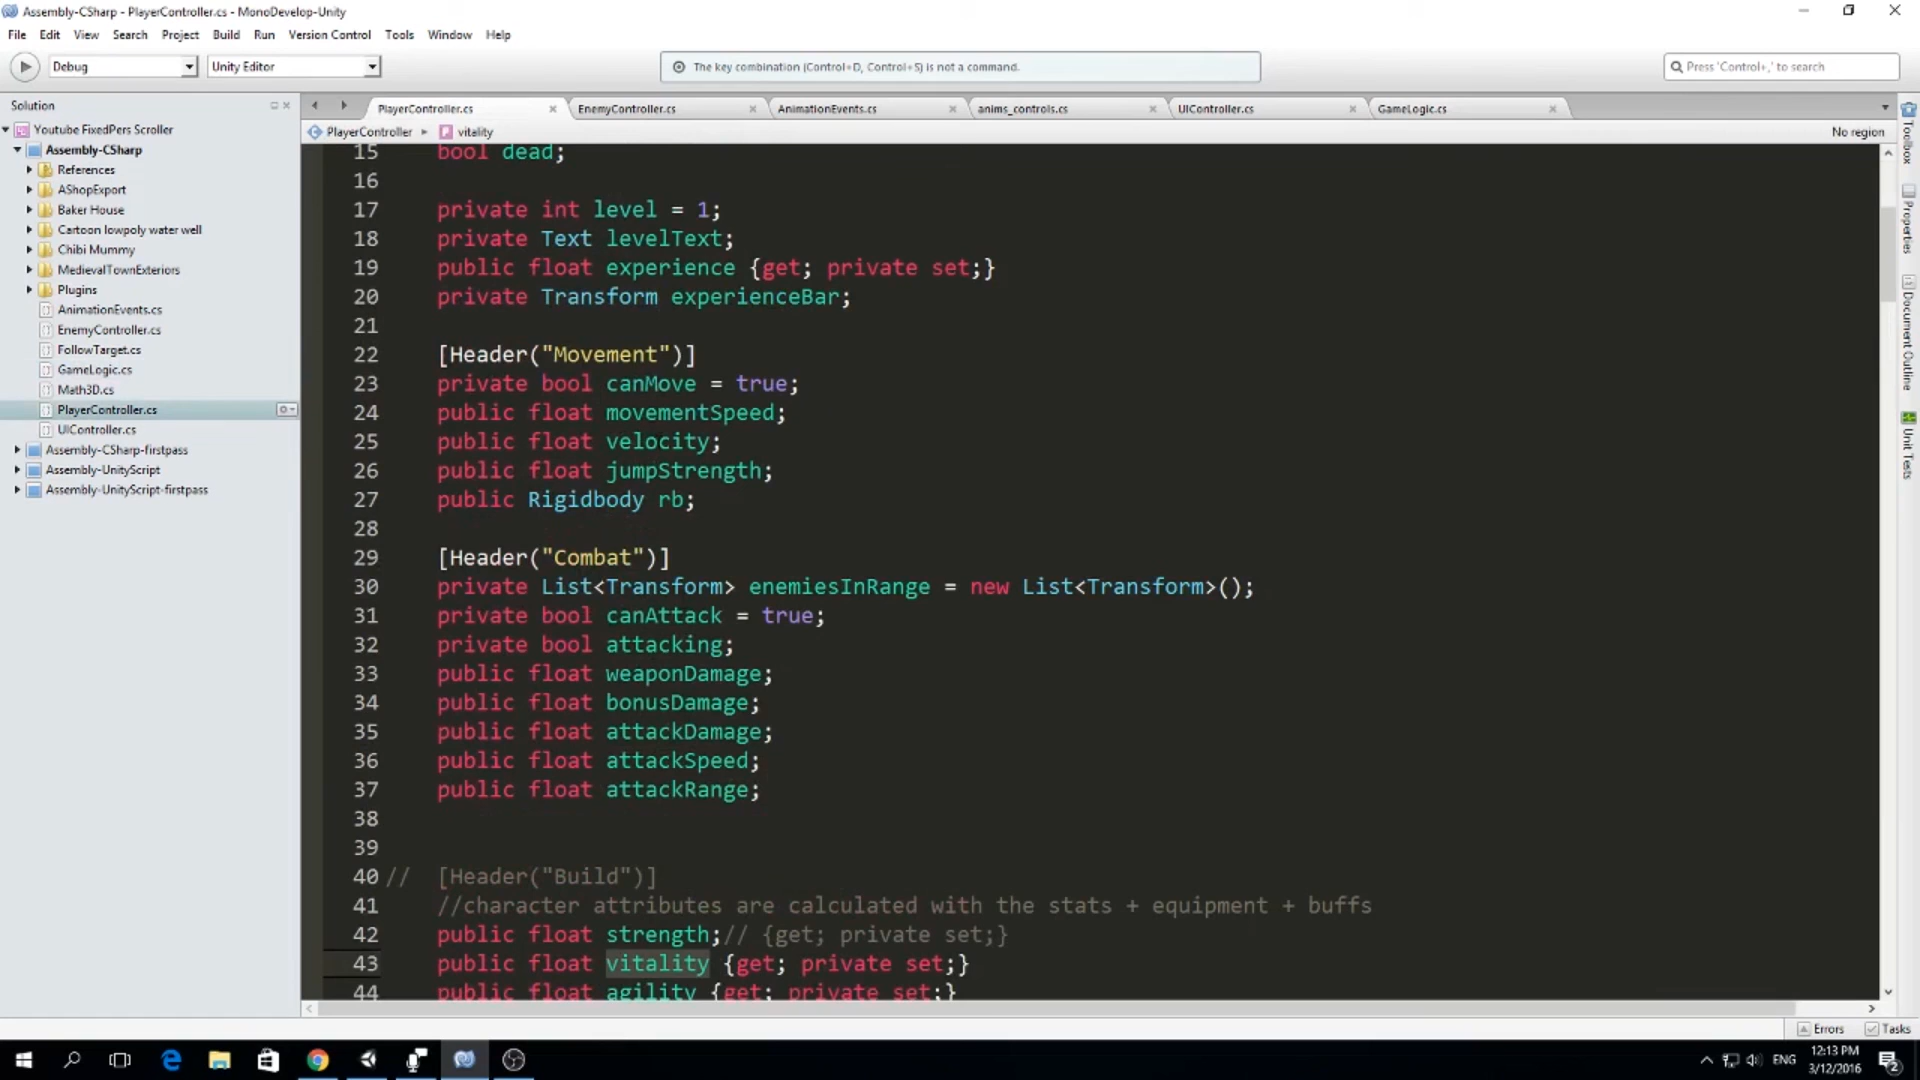 Assembly-CSharp - PlayerController.cs - MonoDevelop-Unity
File Edit View Search Project Build Run Version Control Tools Window Help
Debug
Unity Editor
The key combination (Control+D, Control+S) is not a command.
Press 'Control+,' to search
Solution
Youtube FixedPers Scroller
Assembly-CSharp
References
AShopExport
Baker House
Cartoon lowpoly water well
Chibi Mummy
MedievalTownExteriors
Plugins
AnimationEvents.cs
EnemyController.cs
FollowTarget.cs
GameLogic.cs
Math3D.cs
PlayerController.cs
UIController.cs
Assembly-CSharp-firstpass
Assembly-UnityScript
Assembly-UnityScript-firstpass
PlayerController.cs EnemyController.cs AnimationEvents.cs anims_controls.cs UIController.cs GameLogic.cs
PlayerController vitality
No region
15 bool dead;
16
17 private int level = 1;
18 private Text levelText;
19 public float experience {get; private set;}
20 private Transform experienceBar;
21
22 [Header("Movement")]
23 private bool canMove = true;
24 public float movementSpeed;
25 public float velocity;
26 public float jumpStrength;
27 public Rigidbody rb;
28
29 [Header("Combat")]
30 private List<Transform> enemiesInRange = new List<Transform>();
31 private bool canAttack = true;
32 private bool attacking;
33 public float weaponDamage;
34 public float bonusDamage;
35 public float attackDamage;
36 public float attackSpeed;
37 public float attackRange;
38
39
40 // [Header("Build")]
41 //character attributes are calculated with the stats + equipment + buffs
42 public float strength;// {get; private set;}
43 public float vitality {get; private set;}
44 public float agility {get; private set;}
Toolbox
Properties
Document Outline
Unit Tests
Errors
Tasks
ENG
12:13 PM
3/12/2016
2